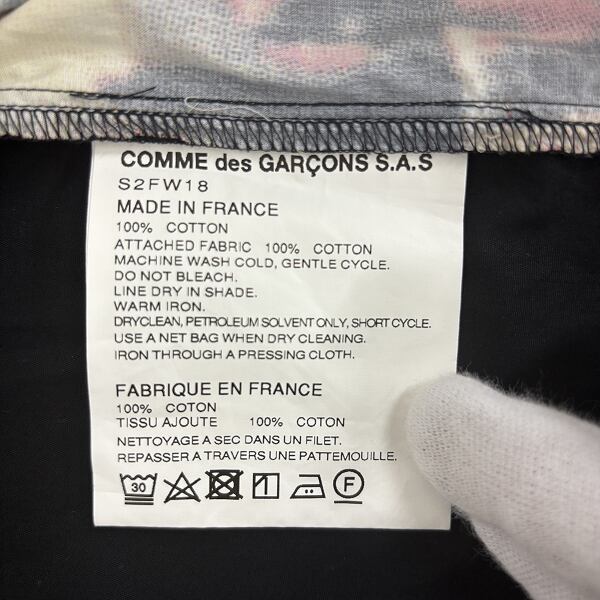 COMME des GARÇONS S.A.S
S2FW18
MADE IN FRANCE
100% COTTON
ATTACHED FABRIC 100% COTTON
MACHINE WASH COLD, GENTLE CYCLE.
DO NOT BLEACH.
LINE DRY IN SHADE.
WARM IRON.
DRYCLEAN, PETROLEUM SOLVENT ONLY, SHORT CYCLE.
USE A NET BAG WHEN DRY CLEANING.
IRON THROUGH A PRESSING CLOTH.
FABRIQUE EN FRANCE
100% COTON
TISSU AJOUTE 100% COTON
NETTOYAGE A SEC DANS UN FILET.
REPASSER A TRAVERS UNE PATTEMOUILLE.
30 F